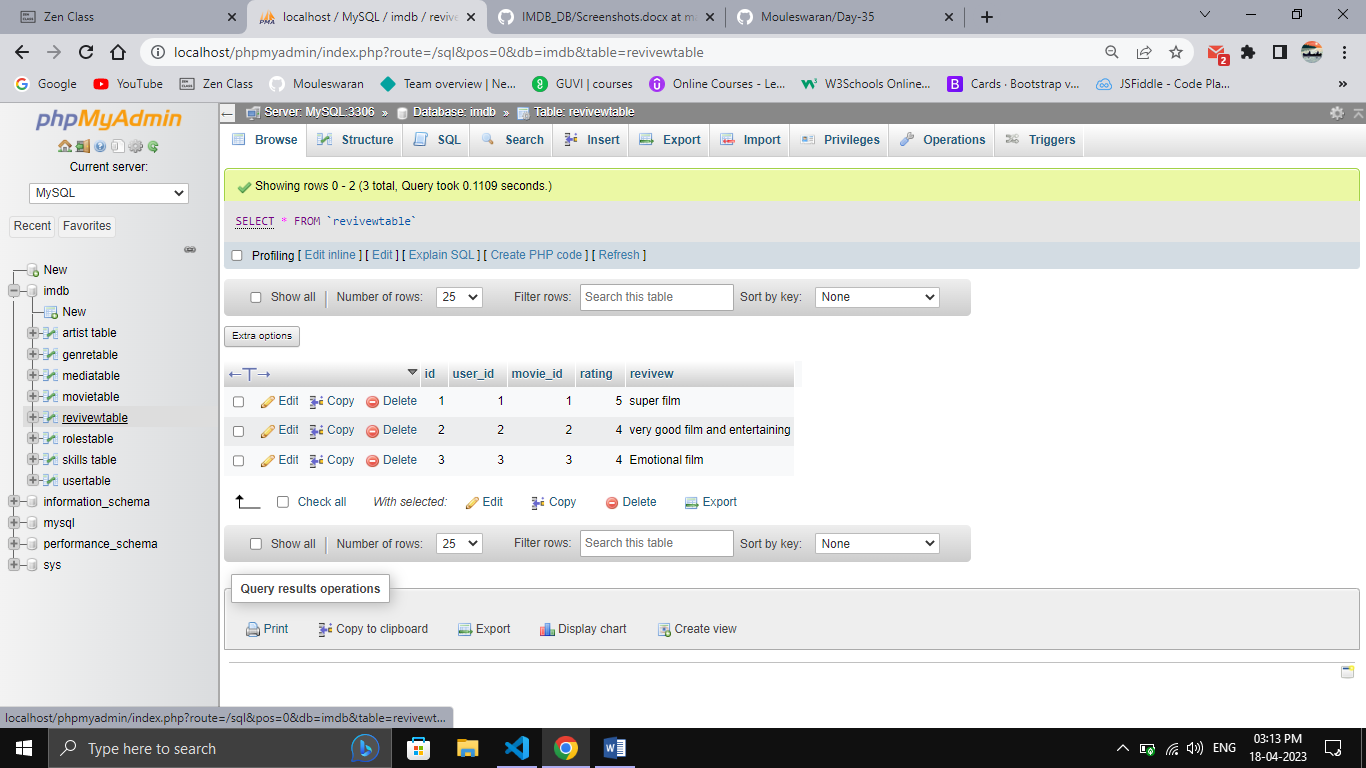 Zen Class
localhost / MySQL / imdb / revive
IMDB_DB/Screenshots.docx at ma
Mouleswaran/Day-35
localhost/phpmyadmin/index.php?route=/sql&pos=0&db=imdb&table=revivewtable
2
Google
YouTube
Zen Class
Mouleswaran
Team overview | Ne...
GUVI | courses
Online Courses - Le...
W3Schools Online...
Cards · Bootstrap v...
JSFiddle - Code Pla...
»
phpMyAdmin
Current server:
MySQL
Recent Favorites
New
imdb
New
artist table
genretable
mediatable
movietable
revivewtable
rolestable
skills table
usertable
information_schema
mysql
performance_schema
sys
Server: MySQL:3306 » Database: imdb » Table: revivewtable
Browse Structure SQL Search Insert Export Import Privileges Operations Triggers
Showing rows 0 - 2 (3 total, Query took 0.1109 seconds.)
SELECT * FROM `revivewtable`
Profiling [ Edit inline ] [ Edit ] [ Explain SQL ] [ Create PHP code ] [ Refresh ]
Show all Number of rows: 25 Filter rows: Search this table Sort by key: None
Extra options
←T→ id user_id movie_id rating revivew
Edit Copy Delete 1 1 1 5 super film
Edit Copy Delete 2 2 2 4 very good film and entertaining
Edit Copy Delete 3 3 3 4 Emotional film
Check all With selected: Edit Copy Delete Export
Show all Number of rows: 25 Filter rows: Search this table Sort by key: None
Query results operations
Print Copy to clipboard Export Display chart Create view
localhost/phpmyadmin/index.php?route=/sql&pos=0&db=imdb&table=revivewt...
Type here to search
ENG
03:13 PM
18-04-2023